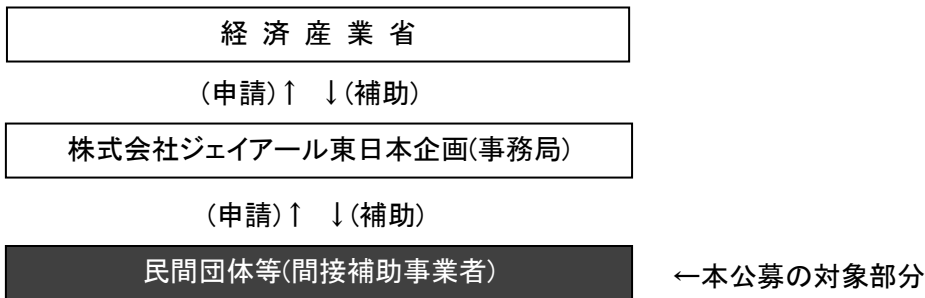 経 済 産 業 省
(申請)↑ ↓(補助)
株式会社ジェイアール東日本企画(事務局)
(申請)↑ ↓(補助)
民間団体等(間接補助事業者) ←本公募の対象部分